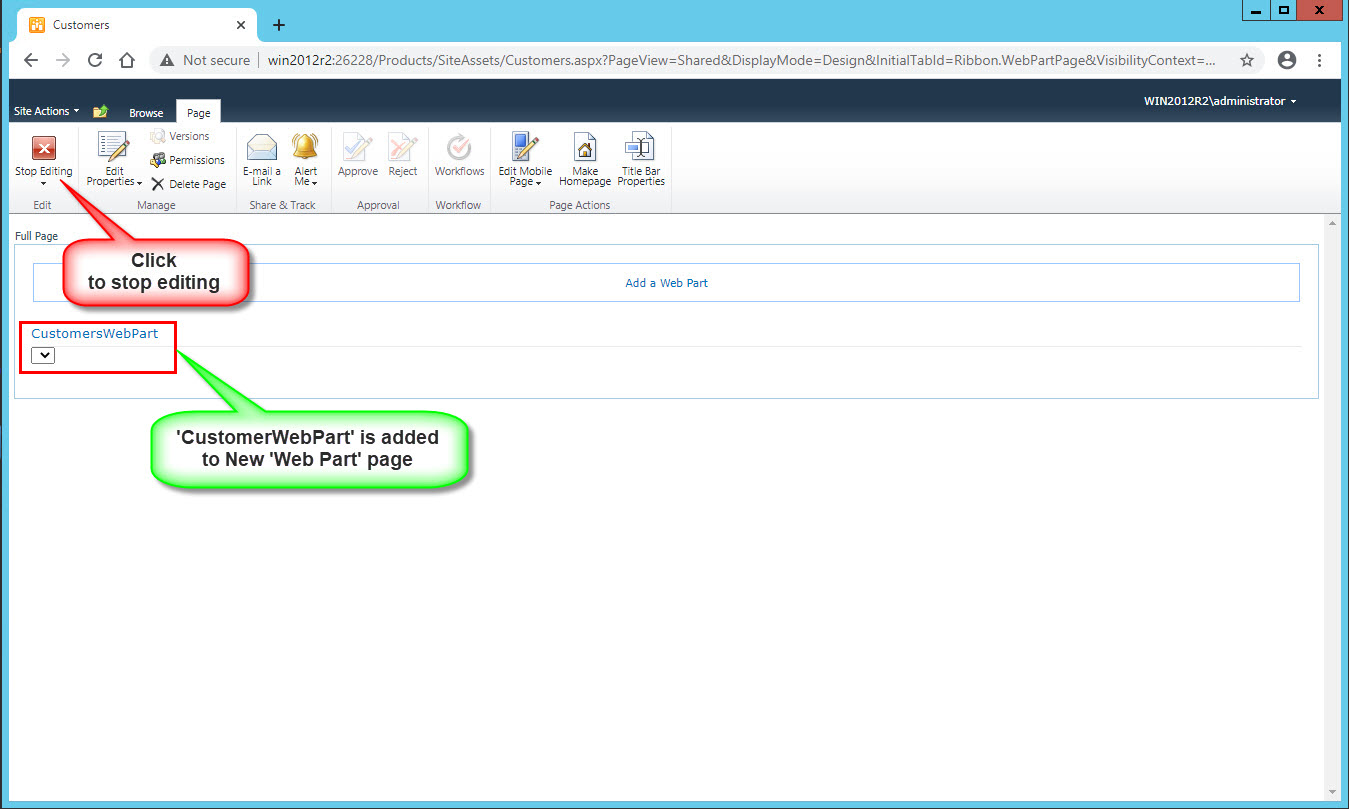 Customers
Not secure
win2012r2:26228/Products/SiteAssets/Customers.aspx?PageView=Shared&DisplayMode=Design&InitialTabId=Ribbon.WebPartPage&VisibilityContext=...
Site Actions
Browse
Page
WIN2012R2\administrator
Stop Editing
Edit
Properties
Versions
Permissions
Delete Page
E-mail a
Link
Alert
Me
Approve
Reject
Workflows
Edit Mobile
Page
Make
Homepage
Title Bar
Properties
Edit
Manage
Share & Track
Approval
Workflow
Page Actions
Full Page
Click
to stop editing
Add a Web Part
CustomersWebPart
'CustomerWebPart' is added
to New 'Web Part' page